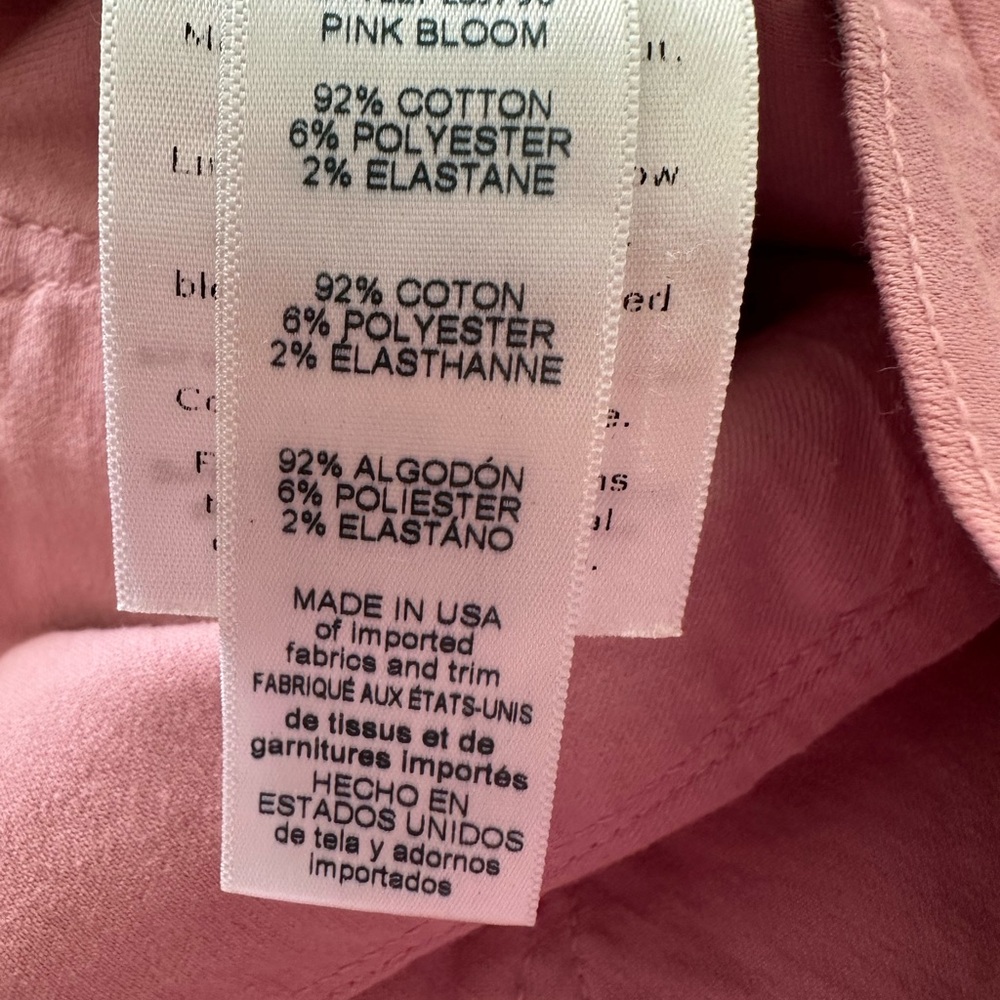 PINK BLOOM
92% COTTON
6% POLYESTER
2% ELASTANE
92% COTON
6% POLYESTER
2% ELASTHANNE
92% ALGODÓN
6% POLIESTER
2% ELASTÁNO
MADE IN USA
of imported
fabrics and trim
FABRIQUÉ AUX ÉTATS-UNIS
de tissus et de
garnitures importés
HECHO EN
ESTADOS UNIDOS
de tela y adornos
importados